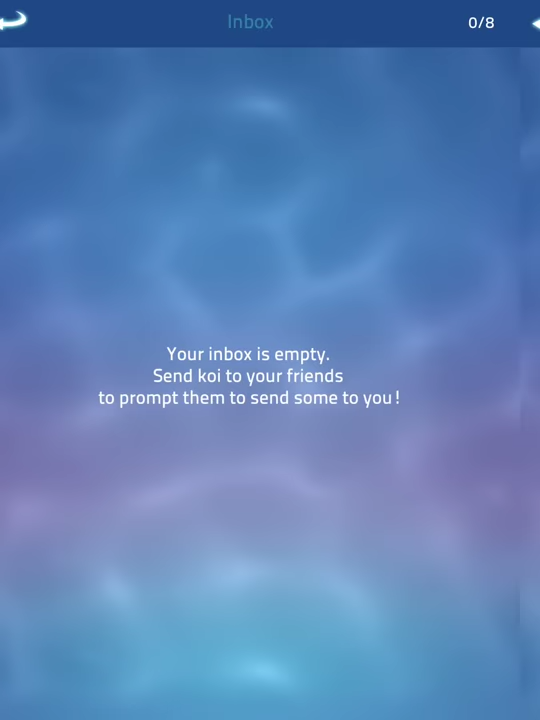 Inbox
0/8
Your inbox is empty.
Send koi to your friends
to prompt them to send some to you!